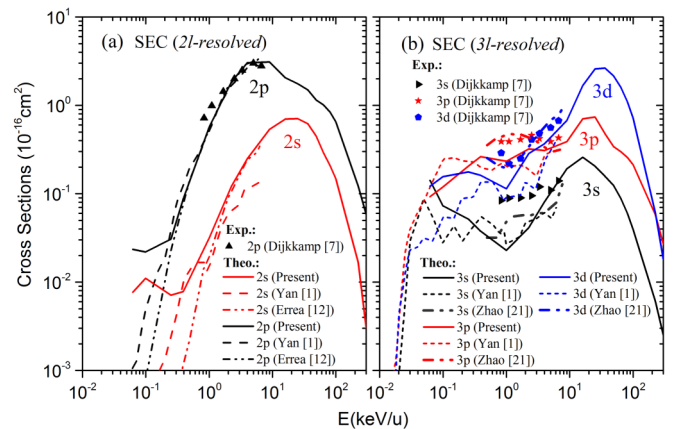 (a) SEC (2l-resolved)
2p
2s
Exp.:
2p (Dijkkamp [7])
Theo.:
2s (Present)
2s (Yan [1])
2s (Errea [12])
2p (Present)
2p (Yan [1])
2p (Errea [12])
(b) SEC (3l-resolved)
Exp.:
3s (Dijkkamp [7])
3p (Dijkkamp [7])
3d (Dijkkamp [7])
3d
3p
3s
Theo.:
3s (Present)
3s (Yan [1])
3s (Zhao [21])
3p (Present)
3p (Yan [1])
3p (Zhao [21])
3d (Present)
3d (Yan [1])
3d (Zhao [21])
Cross Sections (10⁻¹⁶cm²)
10¹
10⁰
10⁻¹
10⁻²
10⁻³
10⁻² 10⁻¹ 10⁰ 10¹ 10² 10⁻² 10⁻¹ 10⁰ 10¹ 10²
E(keV/u)